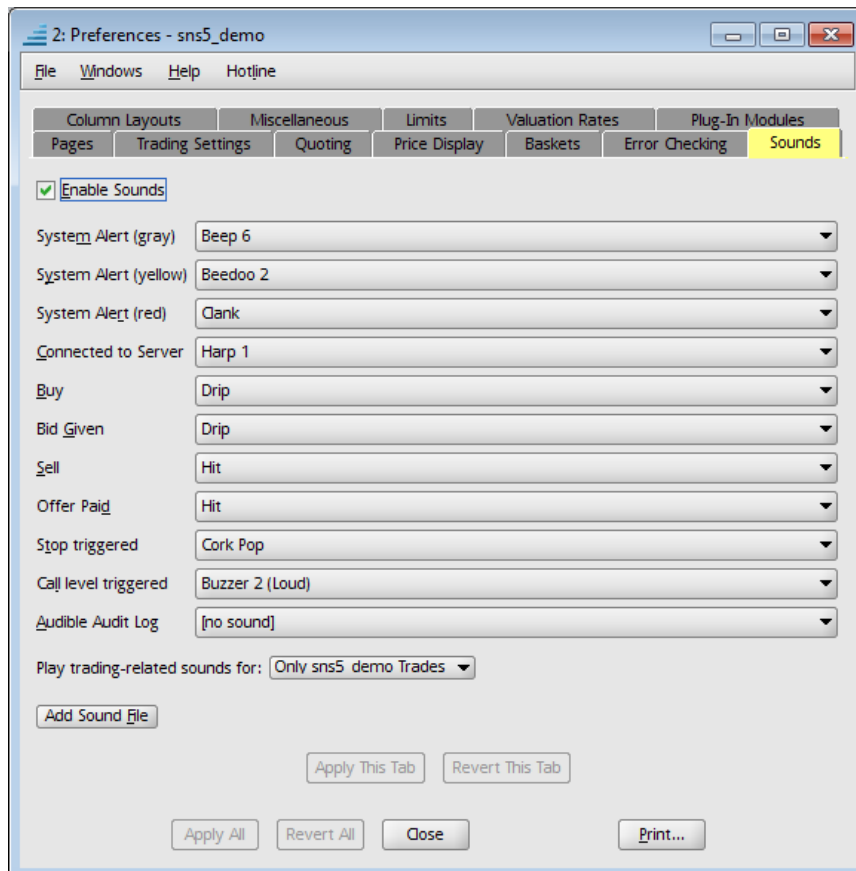 2: Preferences - sns5_demo
File Windows Help Hotline
Column Layouts Miscellaneous Limits Valuation Rates Plug-In Modules
Pages Trading Settings Quoting Price Display Baskets Error Checking Sounds
Enable Sounds
System Alert (gray) Beep 6
System Alert (yellow) Beedoo 2
System Alert (red) Clank
Connected to Server Harp 1
Buy Drip
Bid Given Drip
Sell Hit
Offer Paid Hit
Stop triggered Cork Pop
Call level triggered Buzzer 2 (Loud)
Audible Audit Log [no sound]
Play trading-related sounds for: Only sns5_demo Trades
Add Sound File
Apply This Tab Revert This Tab
Apply All Revert All Close Print...